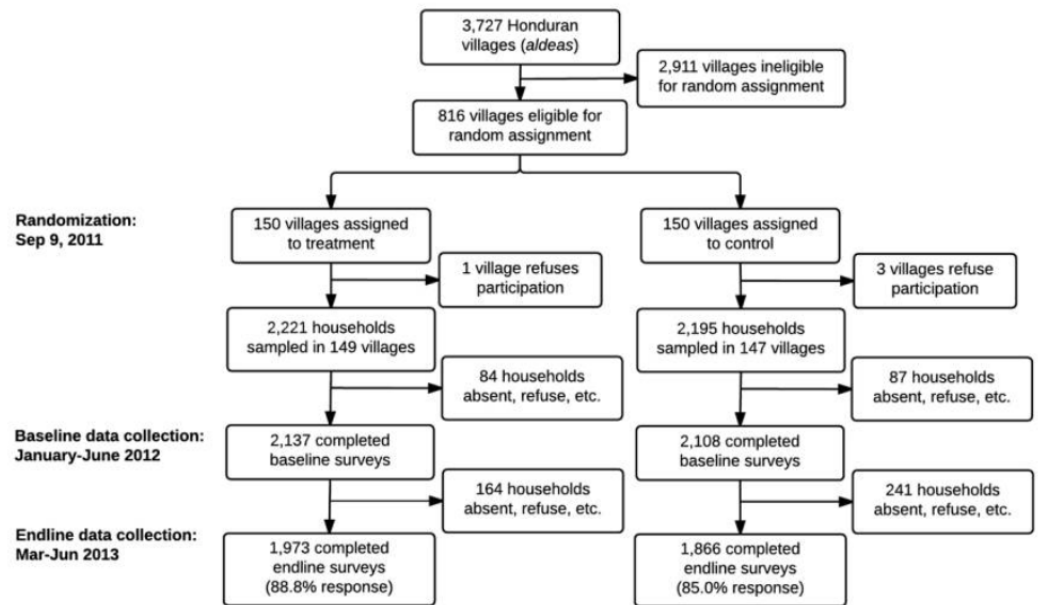 3,727 Honduran
villages (aldeas)
2,911 villages ineligible
for random assignment
816 villages eligible for
random assignment
Randomization:
Sep 9, 2011
150 villages assigned
to treatment
150 villages assigned
to control
1 village refuses
participation
3 villages refuse
participation
2,221 households
sampled in 149 villages
2,195 households
sampled in 147 villages
84 households
absent, refuse, etc.
87 households
absent, refuse, etc.
Baseline data collection:
January-June 2012
2,137 completed
baseline surveys
2,108 completed
baseline surveys
164 households
absent, refuse, etc.
241 households
absent, refuse, etc.
Endline data collection:
Mar-Jun 2013
1,973 completed
endline surveys
(88.8% response)
1,866 completed
endline surveys
(85.0% response)